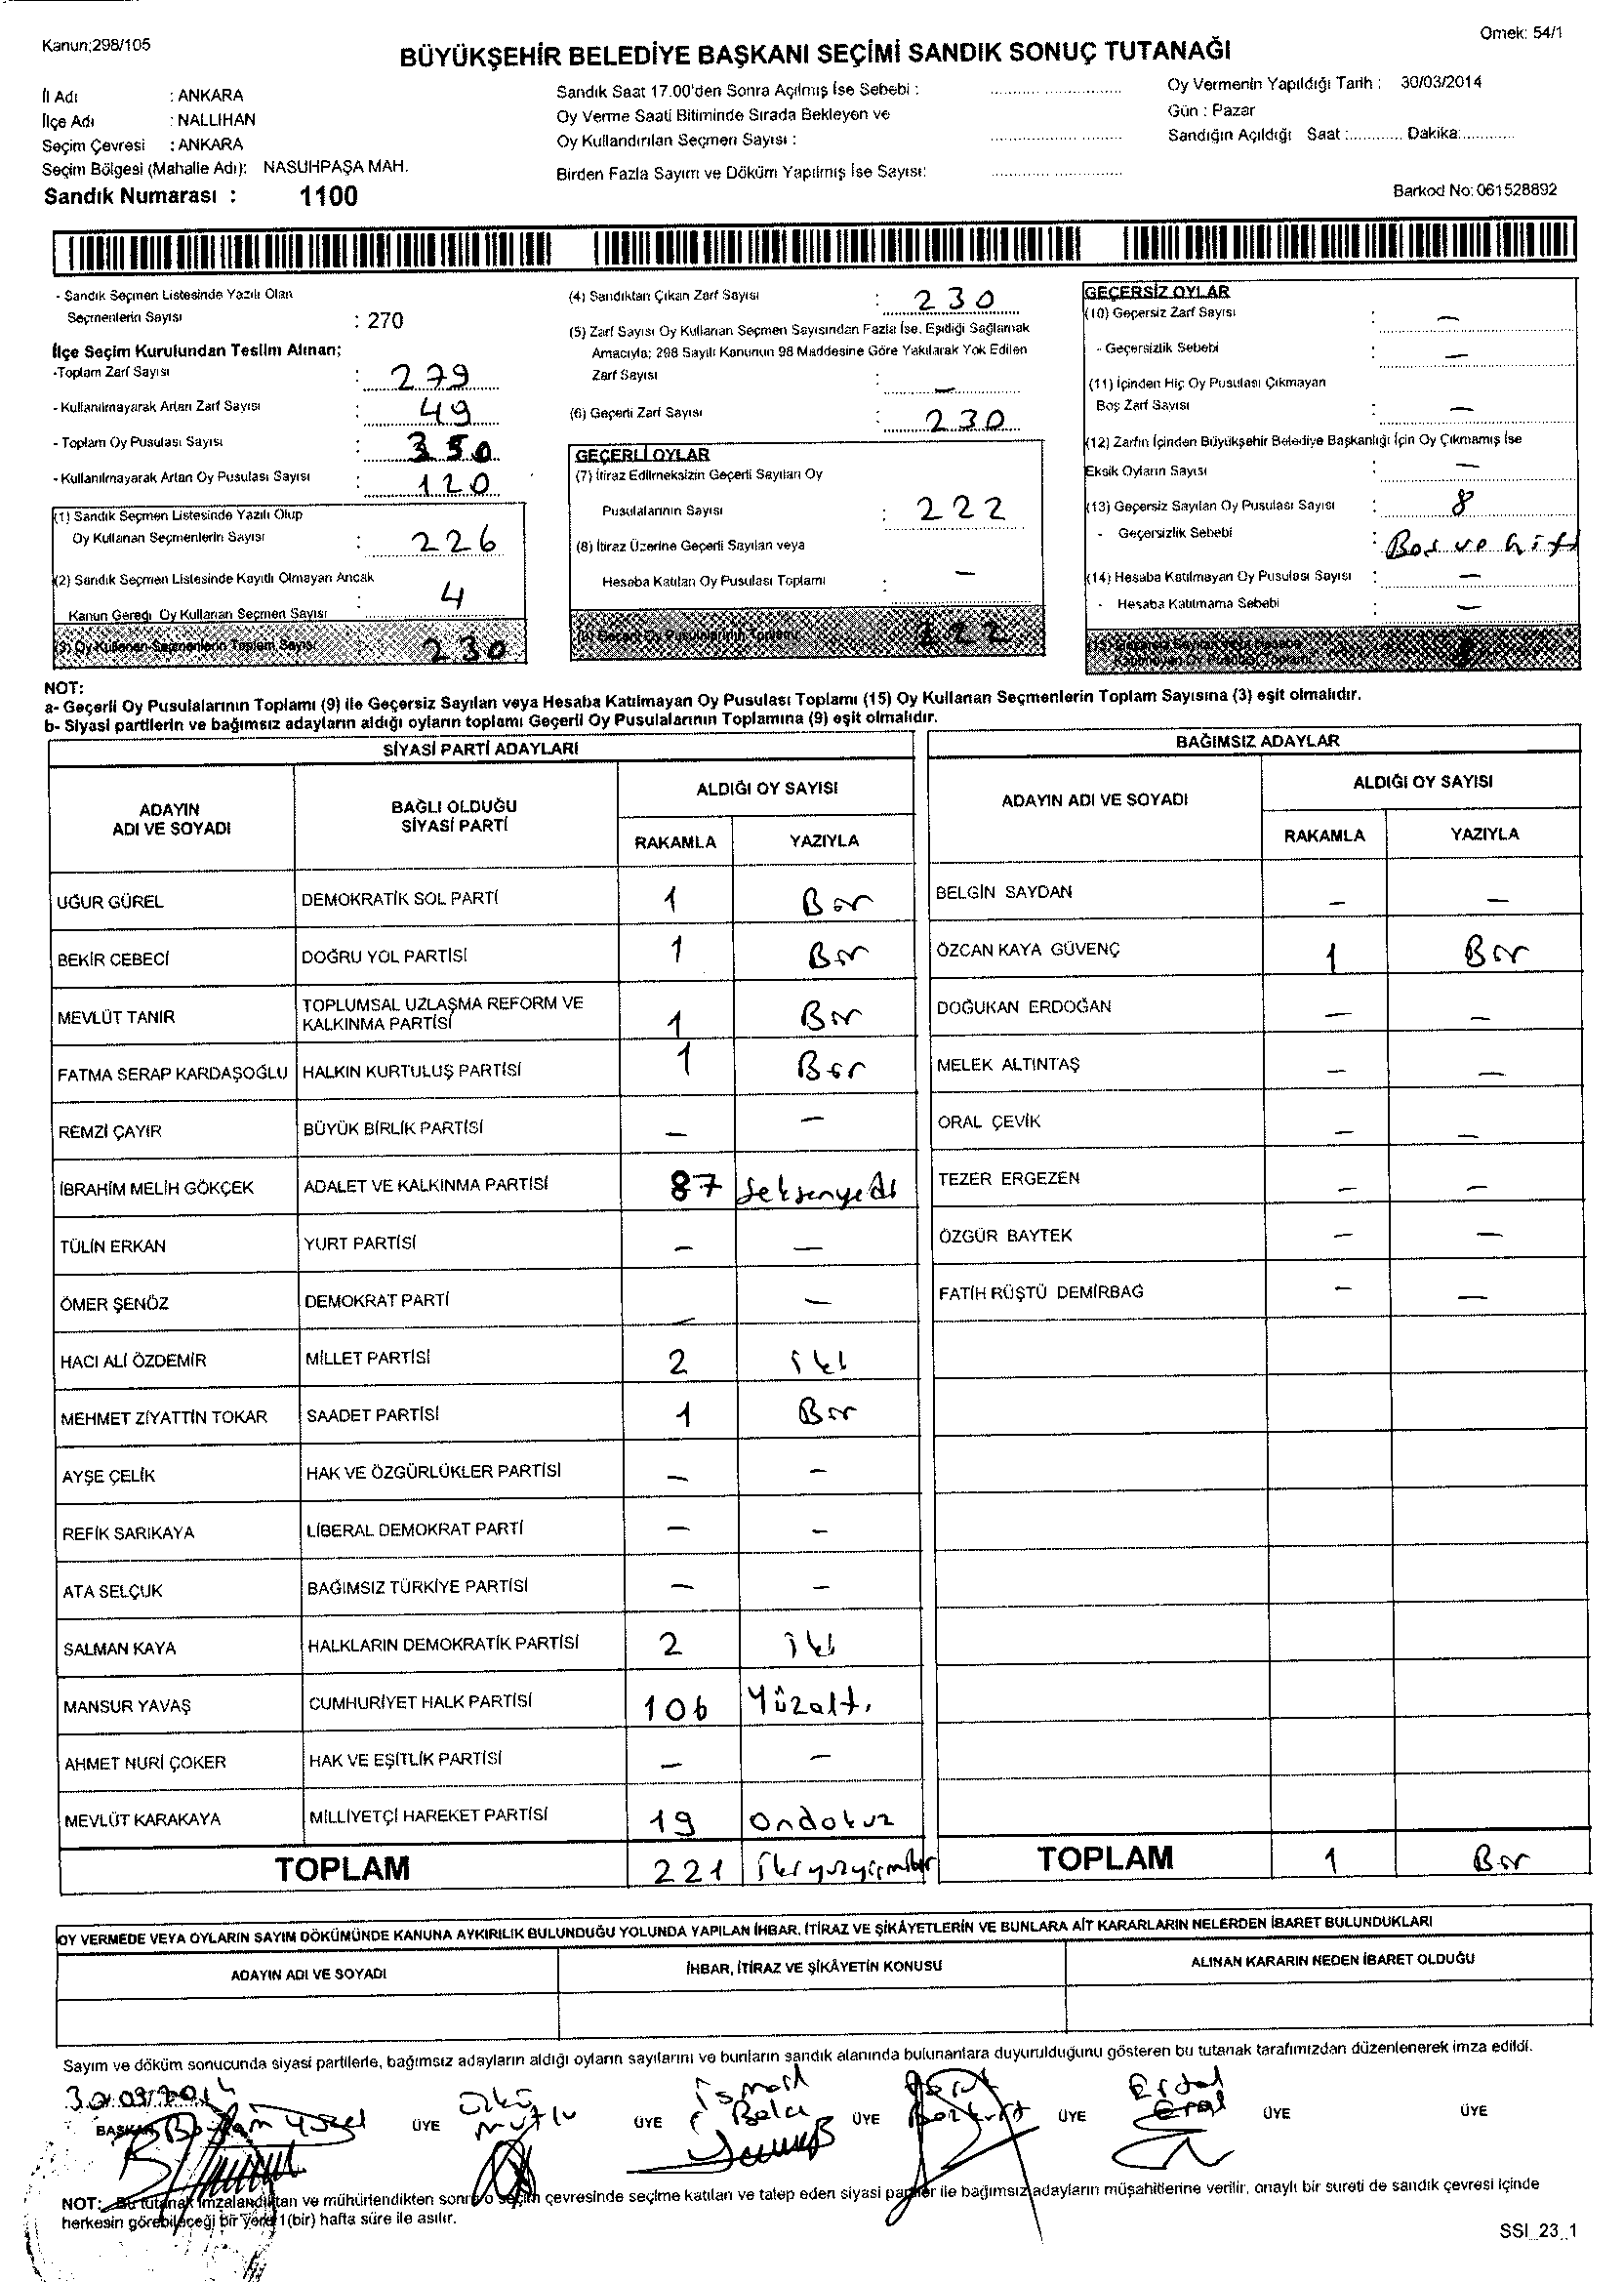 Kanun;298/105
Örnek: 54/1
BÜYÜKŞEHİR BELEDİYE BAŞKANI SEÇİMİ SANDIK SONUÇ TUTANAĞI
İl Adı : ANKARA
İlçe Adı : NALLIHAN
Seçim Çevresi : ANKARA
Seçim Bölgesi (Mahalle Adı): NASUHPAŞA MAH.
Sandık Numarası : 1100
Sandık Saat 17.00'den Sonra Açılmış İse Sebebi :
Oy Verme Saati Bitiminde Sırada Bekleyen ve
Oy Kullandırılan Seçmen Sayısı :
Birden Fazla Sayım ve Döküm Yapılmış İse Sayısı:
Oy Vermenin Yapıldığı Tarih : 30/03/2014
Gün : Pazar
Sandığın Açıldığı Saat :............ Dakika:............
Barkod No: 061528892
- Sandık Seçmen Listesinde Yazılı Olan
Seçmenlerin Sayısı : 270
İlçe Seçim Kurulundan Teslim Alınan;
-Toplam Zarf Sayısı : 279
- Kullanılmayarak Artan Zarf Sayısı : 49
- Toplam Oy Pusulası Sayısı : 350
- Kullanılmayarak Artan Oy Pusulası Sayısı : 120
(1) Sandık Seçmen Listesinde Yazılı Olup
Oy Kullanan Seçmenlerin Sayısı : 226
(2) Sandık Seçmen Listesinde Kayıtlı Olmayan Ancak
Kanun Gereği Oy Kullanan Seçmen Sayısı : 4
(3) Oy Kullanan Seçmenlerin Toplam Sayısı 230
(4) Sandıktan Çıkan Zarf Sayısı : 230
(5) Zarf Sayısı Oy Kullanan Seçmen Sayısından Fazla İse, Eşitliği Sağlamak
Amacıyla; 298 Sayılı Kanunun 98 Maddesine Göre Yakılarak Yok Edilen
Zarf Sayısı : –
(6) Geçerli Zarf Sayısı : 230
GEÇERLİ OYLAR
(7) İtiraz Edilmeksizin Geçerli Sayılan Oy
Pusulalarının Sayısı : 222
(8) İtiraz Üzerine Geçerli Sayılan veya
Hesaba Katılan Oy Pusulası Toplamı : –
(9) Geçerli Oy Pusulalarının Toplamı 222
GEÇERSİZ OYLAR
(10) Geçersiz Zarf Sayısı : –
- Geçersizlik Sebebi : –
(11) İçinden Hiç Oy Pusulası Çıkmayan
Boş Zarf Sayısı : –
(12) Zarfın İçinden Büyükşehir Belediye Başkanlığı İçin Oy Çıkmamış İse
Eksik Oyların Sayısı : –
(13) Geçersiz Sayılan Oy Pusulası Sayısı : 8
- Geçersizlik Sebebi : Boş ve çift
(14) Hesaba Katılmayan Oy Pusulası Sayısı : –
- Hesaba Katılmama Sebebi : –
(15) Geçersiz Sayılan veya Hesaba
Katılmayan Oy Pusulası Toplamı 8
NOT:
a- Geçerli Oy Pusulalarının Toplamı (9) ile Geçersiz Sayılan veya Hesaba Katılmayan Oy Pusulası Toplamı (15) Oy Kullanan Seçmenlerin Toplam Sayısına (3) eşit olmalıdır.
b- Siyasi partilerin ve bağımsız adayların aldığı oyların toplamı Geçerli Oy Pusulalarının Toplamına (9) eşit olmalıdır.
SİYASİ PARTİ ADAYLARI
ADAYIN ADI VE SOYADI
BAĞLI OLDUĞU SİYASİ PARTİ
ALDIĞI OY SAYISI
RAKAMLA YAZIYLA
UĞUR GÜREL DEMOKRATİK SOL PARTİ 1 Bir
BEKİR CEBECİ DOĞRU YOL PARTİSİ 1 Bir
MEVLÜT TANIR TOPLUMSAL UZLAŞMA REFORM VE KALKINMA PARTİSİ 1 Bir
FATMA SERAP KARDAŞOĞLU HALKIN KURTULUŞ PARTİSİ 1 Bir
REMZİ ÇAYIR BÜYÜK BİRLİK PARTİSİ – –
İBRAHİM MELİH GÖKÇEK ADALET VE KALKINMA PARTİSİ 87 Seksenyedi
TÜLİN ERKAN YURT PARTİSİ – –
ÖMER ŞENÖZ DEMOKRAT PARTİ – –
HACI ALİ ÖZDEMİR MİLLET PARTİSİ 2 iki
MEHMET ZİYATTİN TOKAR SAADET PARTİSİ 1 Bir
AYŞE ÇELİK HAK VE ÖZGÜRLÜKLER PARTİSİ – –
REFİK SARIKAYA LİBERAL DEMOKRAT PARTİ – –
ATA SELÇUK BAĞIMSIZ TÜRKİYE PARTİSİ – –
SALMAN KAYA HALKLARIN DEMOKRATİK PARTİSİ 2 iki
MANSUR YAVAŞ CUMHURİYET HALK PARTİSİ 106 Yüzaltı
AHMET NURİ ÇOKER HAK VE EŞİTLİK PARTİSİ – –
MEVLÜT KARAKAYA MİLLİYETÇİ HAREKET PARTİSİ 19 Ondokuz
TOPLAM 221 ikiyüzyirmibir
BAĞIMSIZ ADAYLAR
ADAYIN ADI VE SOYADI
ALDIĞI OY SAYISI
RAKAMLA YAZIYLA
BELGİN SAYDAN – –
ÖZCAN KAYA GÜVENÇ 1 Bir
DOĞUKAN ERDOĞAN – –
MELEK ALTINTAŞ – –
ORAL ÇEVİK – –
TEZER ERGEZEN – –
ÖZGÜR BAYTEK – –
FATİH RÜŞTÜ DEMİRBAĞ – –
TOPLAM 1 Bir
OY VERMEDE VEYA OYLARIN SAYIM DÖKÜMÜNDE KANUNA AYKIRILIK BULUNDUĞU YOLUNDA YAPILAN İHBAR, İTİRAZ VE ŞİKÂYETLERİN VE BUNLARA AİT KARARLARIN NELERDEN İBARET BULUNDUKLARI
ADAYIN ADI VE SOYADI İHBAR, İTİRAZ VE ŞİKÂYETİN KONUSU ALINAN KARARIN NEDEN İBARET OLDUĞU
Sayım ve döküm sonucunda siyasi partilerle, bağımsız adayların aldığı oyların sayılarını ve bunların sandık alanında bulunanlara duyurulduğunu gösteren bu tutanak tarafımızdan düzenlenerek imza edildi.
30.03.2014
BAŞKAN ÜYE ÜYE ÜYE ÜYE ÜYE ÜYE
Yücel Ülkü Mutlu İsmail Bozkurt Erdal Eral
NOT: Bu tutanak imzalandıktan ve mühürlendikten sonra o seçim çevresinde seçime katılan ve talep eden siyasi partiler ile bağımsız adayların müşahitlerine verilir, onaylı bir sureti de sandık çevresi içinde
herkesin görebileceği bir yere 1(bir) hafta süre ile asılır.
SSI_23_1